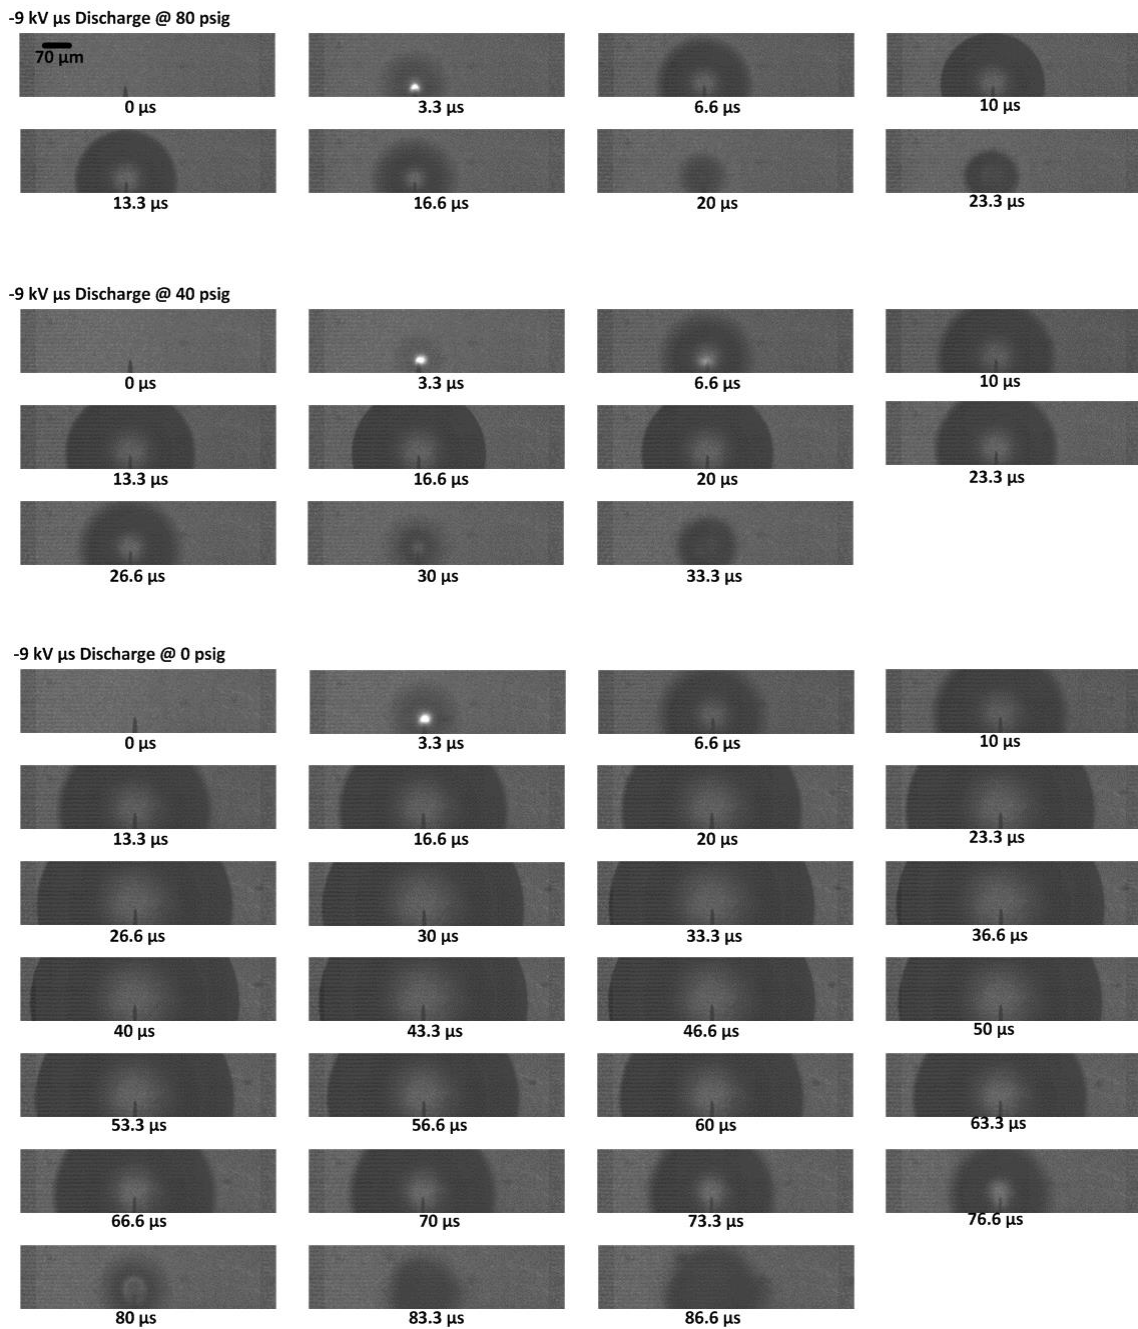 -9 kV µs Discharge @ 80 psig
70 µm
0 µs 3.3 µs 6.6 µs 10 µs
13.3 µs 16.6 µs 20 µs 23.3 µs
-9 kV µs Discharge @ 40 psig
0 µs 3.3 µs 6.6 µs 10 µs
13.3 µs 16.6 µs 20 µs 23.3 µs
26.6 µs 30 µs 33.3 µs
-9 kV µs Discharge @ 0 psig
0 µs 3.3 µs 6.6 µs 10 µs
13.3 µs 16.6 µs 20 µs 23.3 µs
26.6 µs 30 µs 33.3 µs 36.6 µs
40 µs 43.3 µs 46.6 µs 50 µs
53.3 µs 56.6 µs 60 µs 63.3 µs
66.6 µs 70 µs 73.3 µs 76.6 µs
80 µs 83.3 µs 86.6 µs